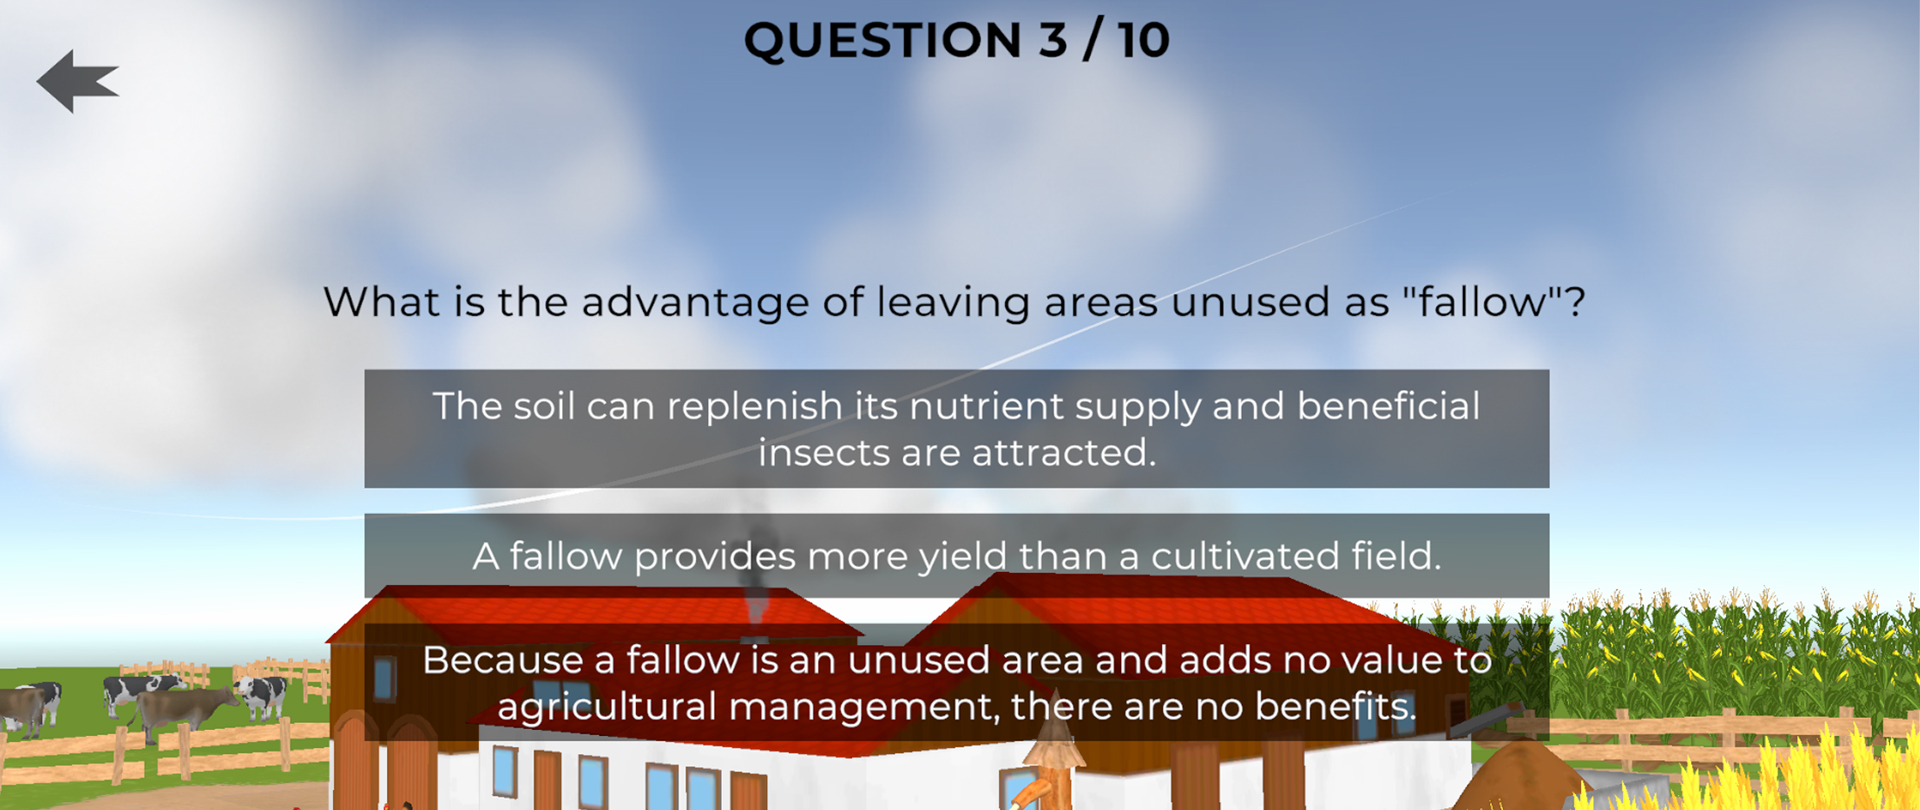 QUESTION 3 / 10
What is the advantage of leaving areas unused as "fallow"?
The soil can replenish its nutrient supply and beneficial
insects are attracted.
A fallow provides more yield than a cultivated field.
Because a fallow is an unused area and adds no value to
agricultural management, there are no benefits.